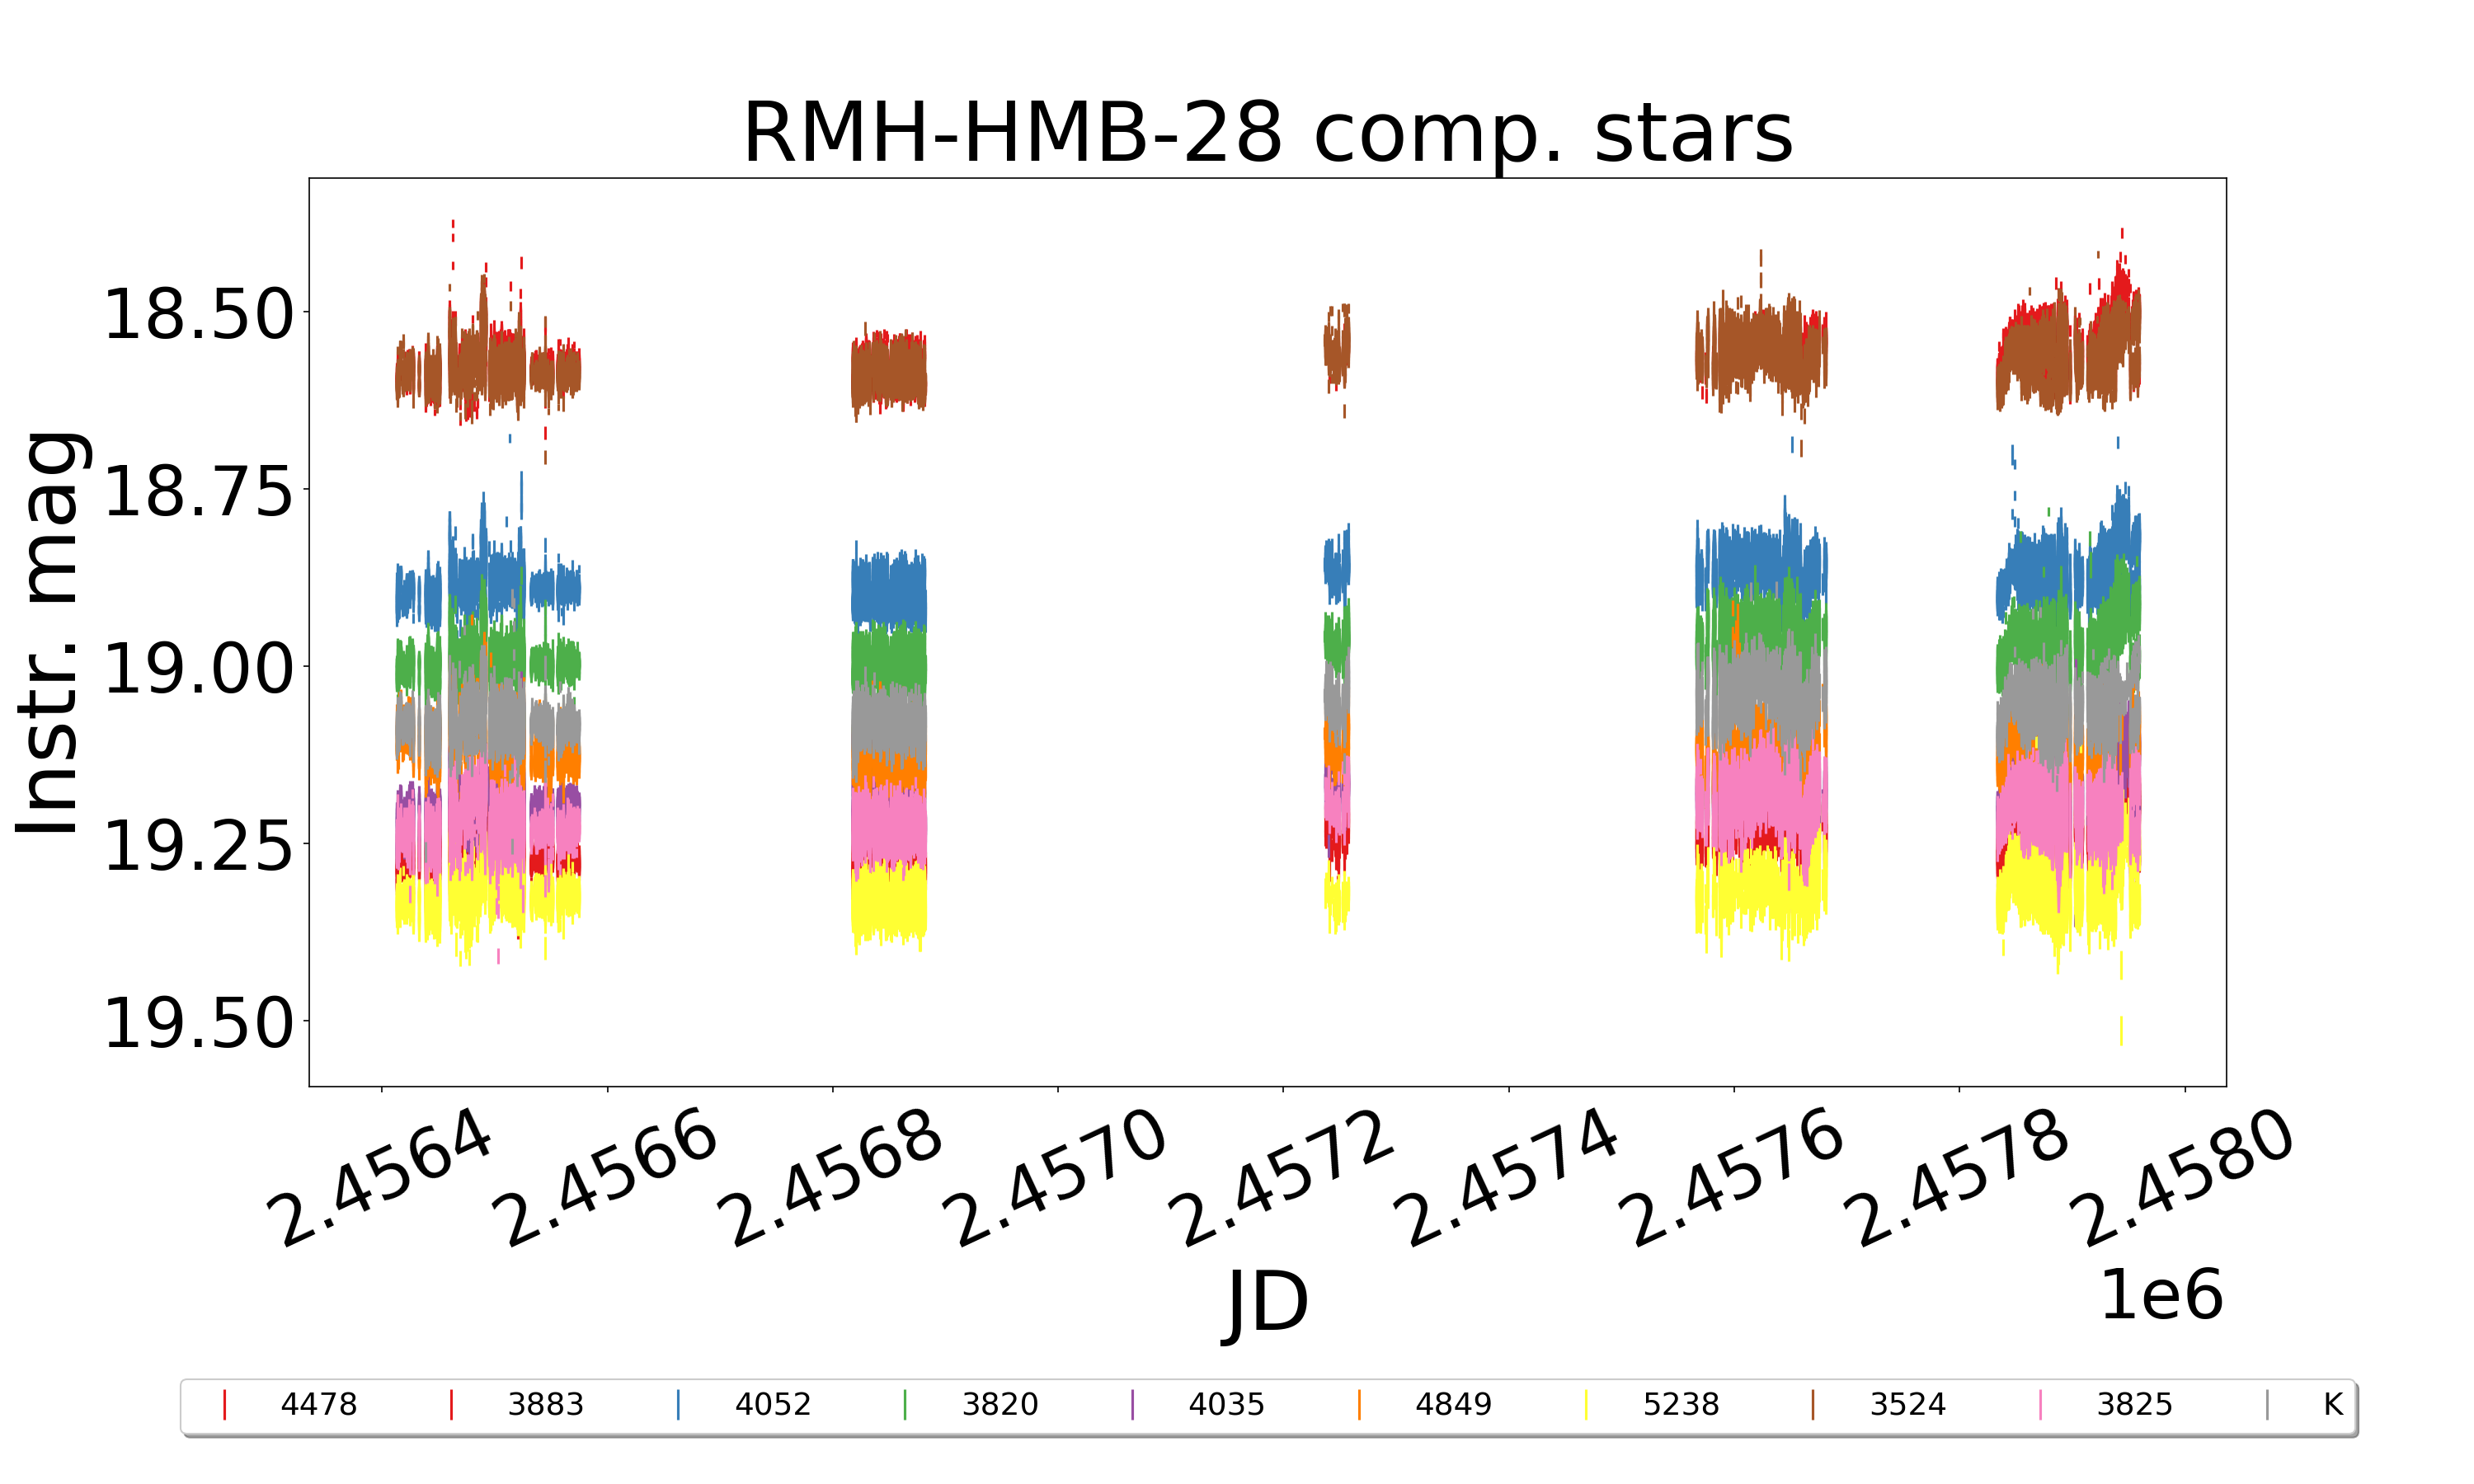 RMH-HMB-28 comp. stars
Instr. mag
18.50
18.75
19.00
19.25
19.50
2.4564 2.4566 2.4568 2.4570 2.4572 2.4574 2.4576 2.4578 2.4580
JD
1e6
4478 3883 4052 3820 4035 4849 5238 3524 3825 K